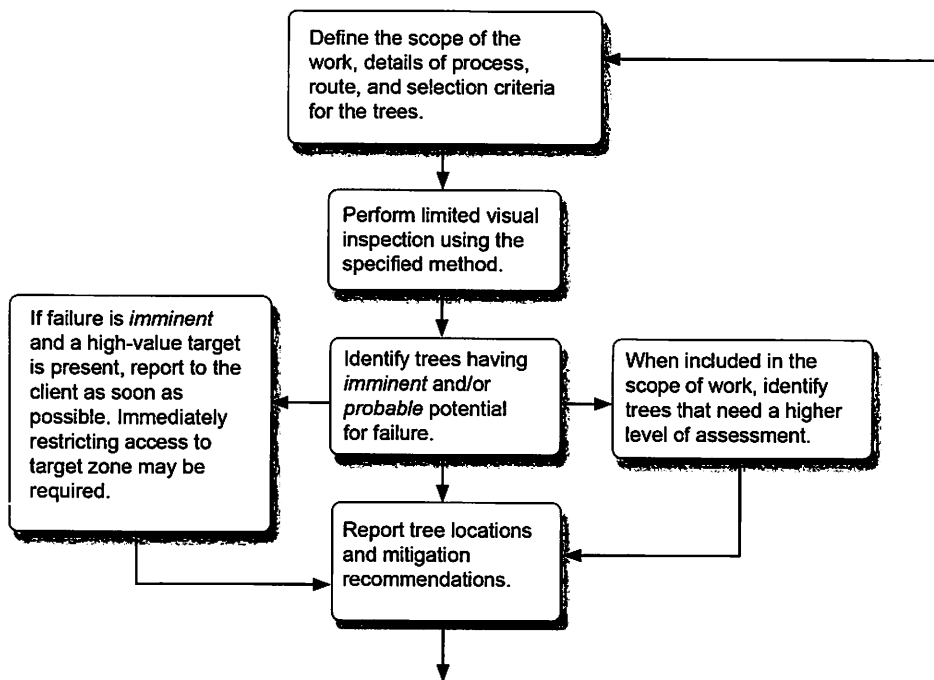 Define the scope of the
work, details of process,
route, and selection criteria
for the trees.
Perform limited visual
inspection using the
specified method.
If failure is imminent
and a high-value target
is present, report to the
client as soon as
possible. Immediately
restricting access to
target zone may be
required.
Identify trees having
imminent and/or
probable potential
for failure.
When included in the
scope of work, identify
trees that need a higher
level of assessment.
Report tree locations
and mitigation
recommendations.